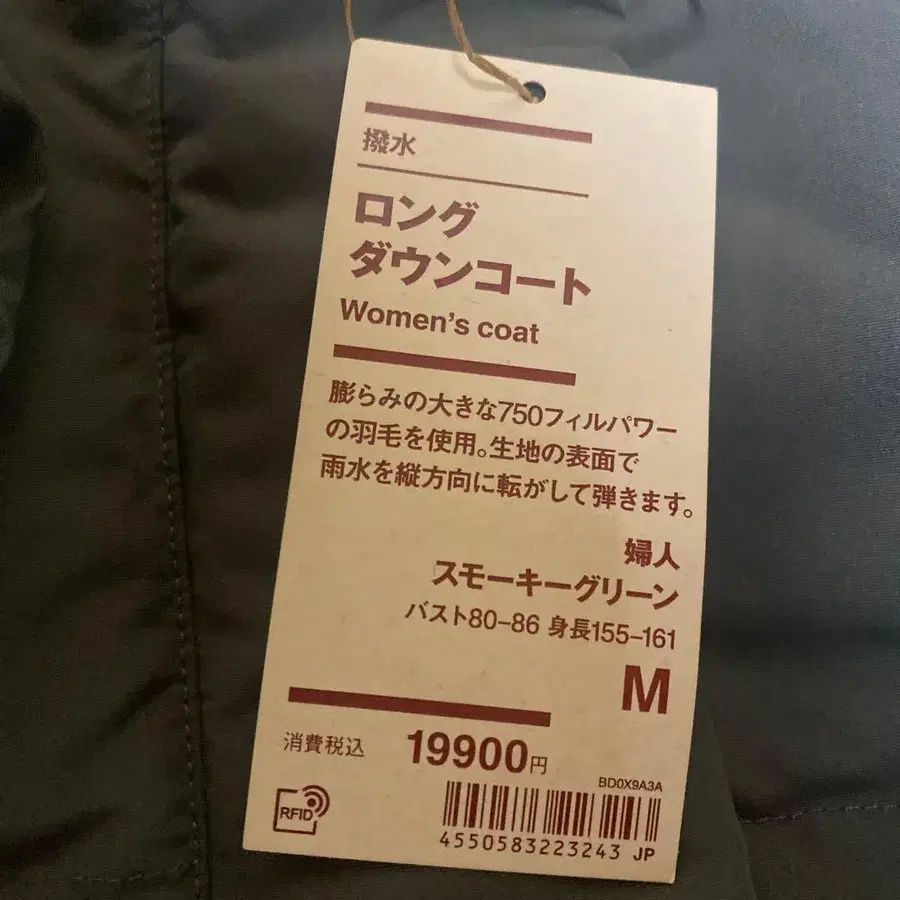 撥水
ロング
ダウンコート
Women's coat
膨らみの大きな750フィルパワー
の羽毛を使用。生地の表面で
雨水を縦方向に転がして弾きます。
婦人
スモーキーグリーン
バスト80-86 身長155-161
M
消費税込 19900円
BD0X9A3A
RFID
4550583223243 JP